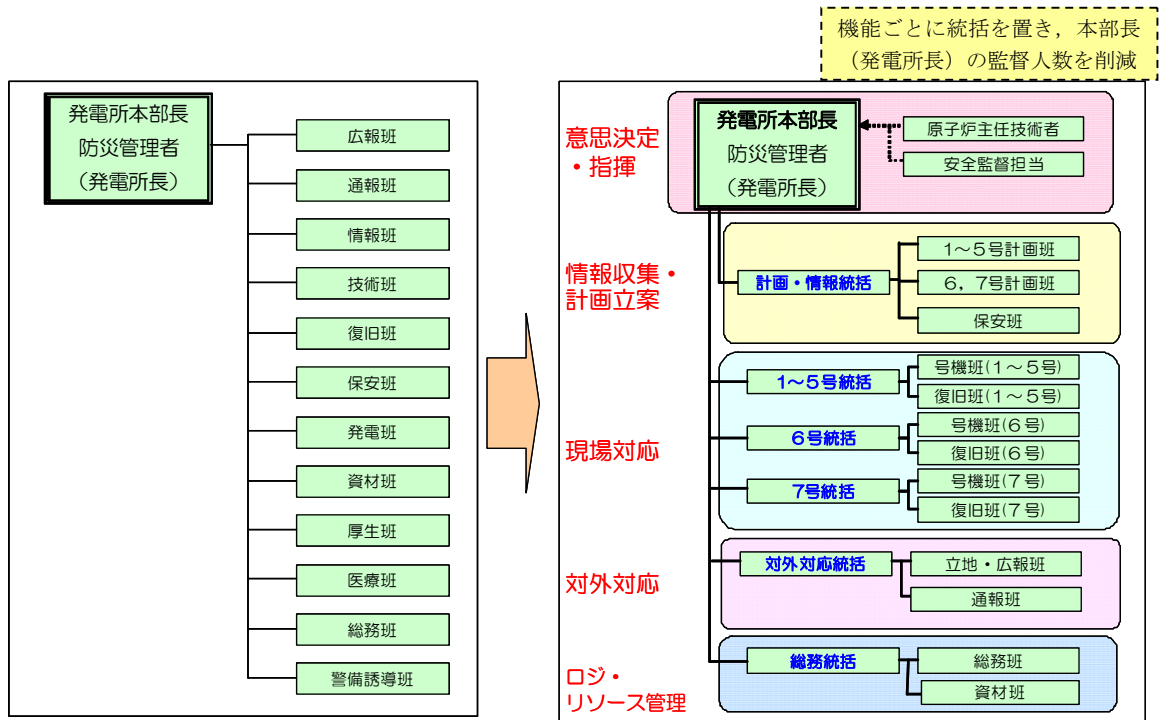 機能ごとに統括を置き，本部長
（発電所長）の監督人数を削減
発電所本部長
防災管理者
（発電所長）
広報班
通報班
情報班
技術班
復旧班
保安班
発電班
資材班
厚生班
医療班
総務班
警備誘導班
意思決定
・指揮
発電所本部長
防災管理者
（発電所長）
原子炉主任技術者
安全監督担当
情報収集・
計画立案
計画・情報統括
1～5号計画班
6，7号計画班
保安班
現場対応
1～5号統括
号機班(1～5号)
復旧班(1～5号)
6号統括
号機班(6号)
復旧班(6号)
7号統括
号機班(7号)
復旧班(7号)
対外対応
対外対応統括
立地・広報班
通報班
ロジ・
リソース管理
総務統括
総務班
資材班